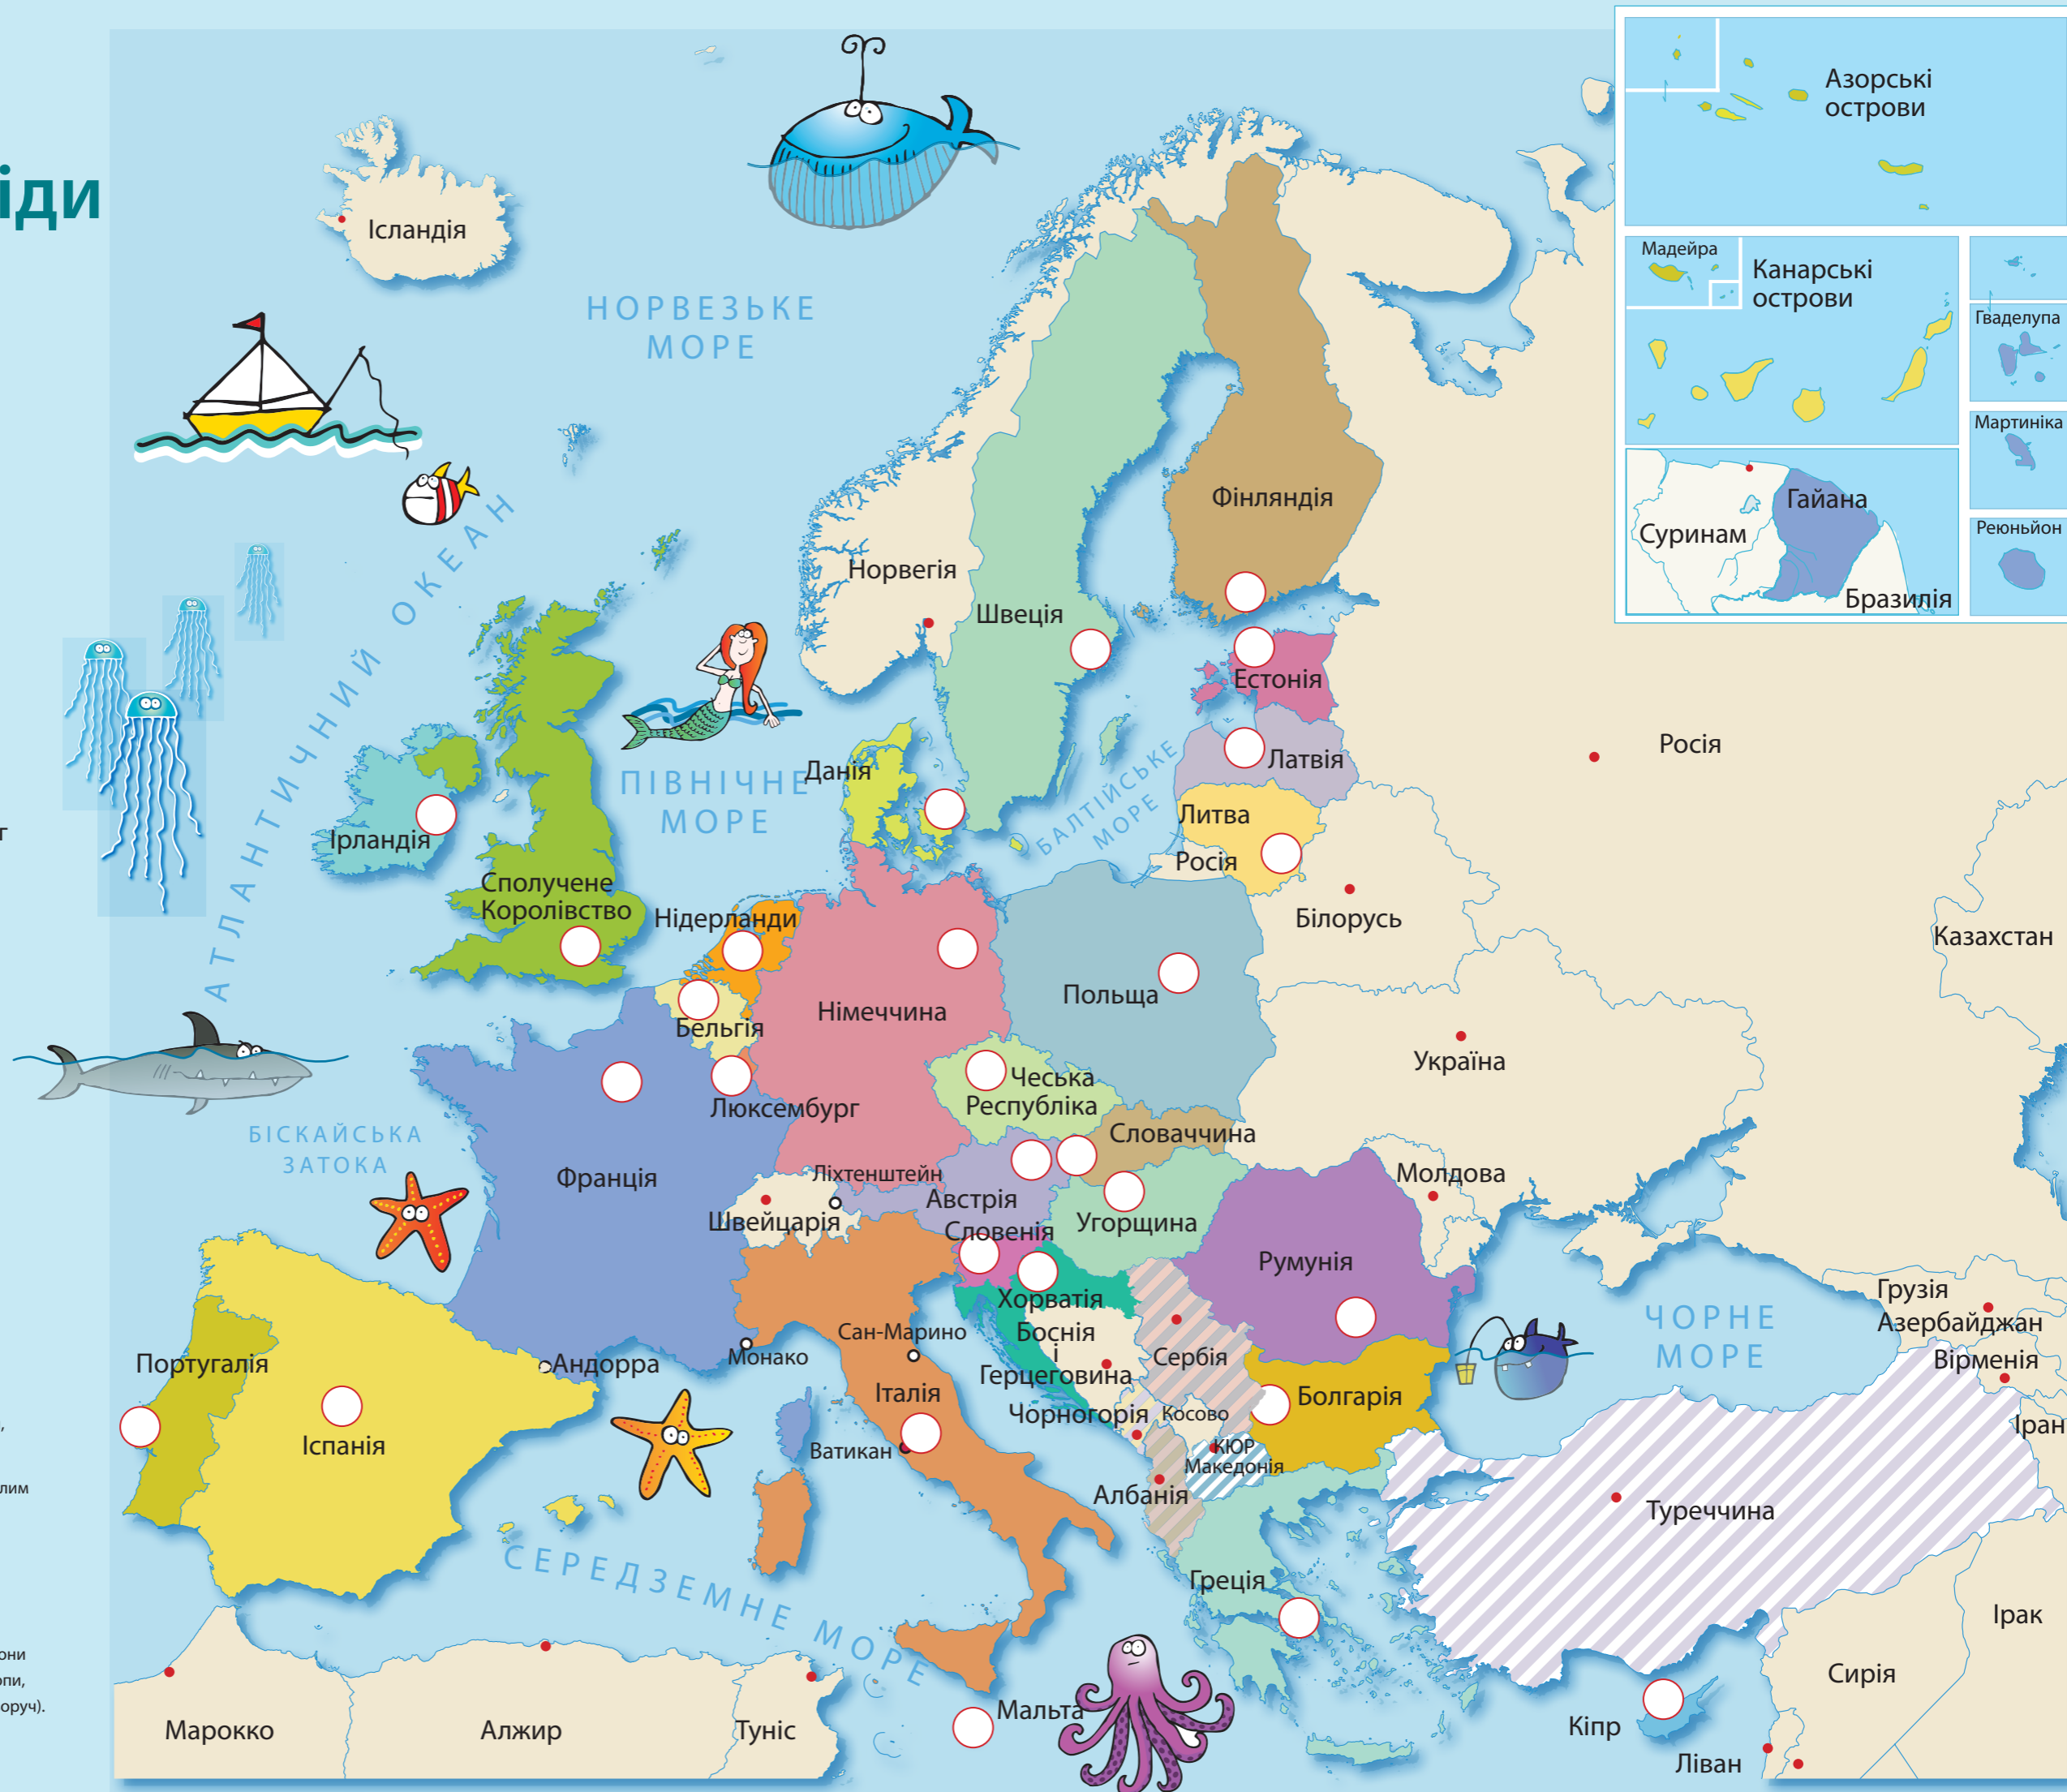 іди
Ісландія
НОРВЕЗЬКЕ
МОРЕ
Азорські
острови
Мадейра
Канарські
острови
Гваделупа
Мартиніка
Гайана
Суринам
Бразилія
Реюньйон
АТЛАНТИЧНИЙ ОКЕАН
Фінляндія
Норвегія
Швеція
Естонія
Росія
Латвія
Данія
ПІВНІЧНЕ
МОРЕ
БАЛТІЙСЬКЕ
МОРЕ
Литва
Росія
г
Ірландія
Сполучене
Королівство
Нідерланди
Білорусь
Казахстан
Польща
Німеччина
Бельгія
Україна
Чеська
Республіка
Люксембург
БІСКАЙСЬКА
ЗАТОКА
Словаччина
Франція
Ліхтенштейн
Молдова
Австрія
Швейцарія
Угорщина
Словенія
Румунія
Хорватія
Грузія
ЧОРНЕ
МОРЕ
Азербайджан
Сан-Марино
Боснія
і
Герцеговина
Сербія
Монако
Вірменія
Португалія
Андорра
Італія
Болгарія
Чорногорія
Косово
Іран
Іспанія
Ватикан
КЮР
Македонія
лим
Албанія
Туреччина
СЕРЕДЗЕМНЕ МОРЕ
Греція
Ірак
они
опи,
оруч).
Сирія
Мальта
Марокко
Алжир
Туніс
Кіпр
Ліван